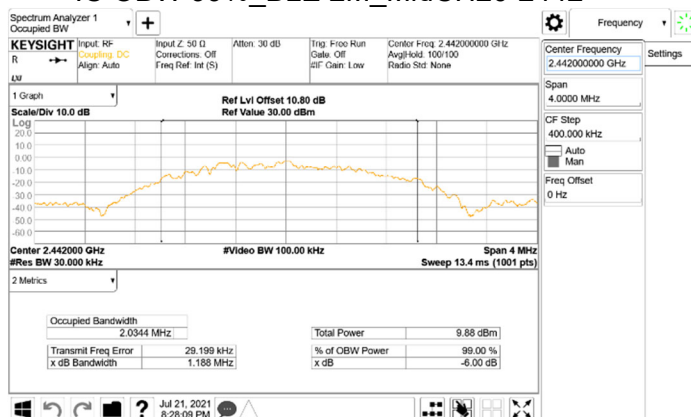 Spectrum Analyzer 1
Occupied BW
Frequency
KEYSIGHT
Input: RF
Coupling: DC
Align: Auto
Input Z: 50 Ω
Corrections: Off
Freq Ref: Int (S)
Atten: 30 dB
Trig: Free Run
Gate: Off
#IF Gain: Low
Center Freq: 2.442000000 GHz
Avg|Hold: 100/100
Radio Std: None
R
LXI
Center Frequency
2.442000000 GHz
Settings
Span
4.0000 MHz
CF Step
400.000 kHz
Auto
Man
Freq Offset
0 Hz
1 Graph
Scale/Div 10.0 dB
Ref Lvl Offset 10.80 dB
Ref Value 30.00 dBm
Log
20.0
10.0
0.00
-10.0
-20.0
-30.0
-40.0
-50.0
-60.0
Center 2.442000 GHz
#Res BW 30.000 kHz
#Video BW 100.00 kHz
Span 4 MHz
Sweep 13.4 ms (1001 pts)
2 Metrics
Occupied Bandwidth
2.0344 MHz
Total Power 9.88 dBm
Transmit Freq Error 29.199 kHz
% of OBW Power 99.00 %
x dB Bandwidth 1.188 MHz
x dB -6.00 dB
Jul 21, 2021
8:28:09 PM